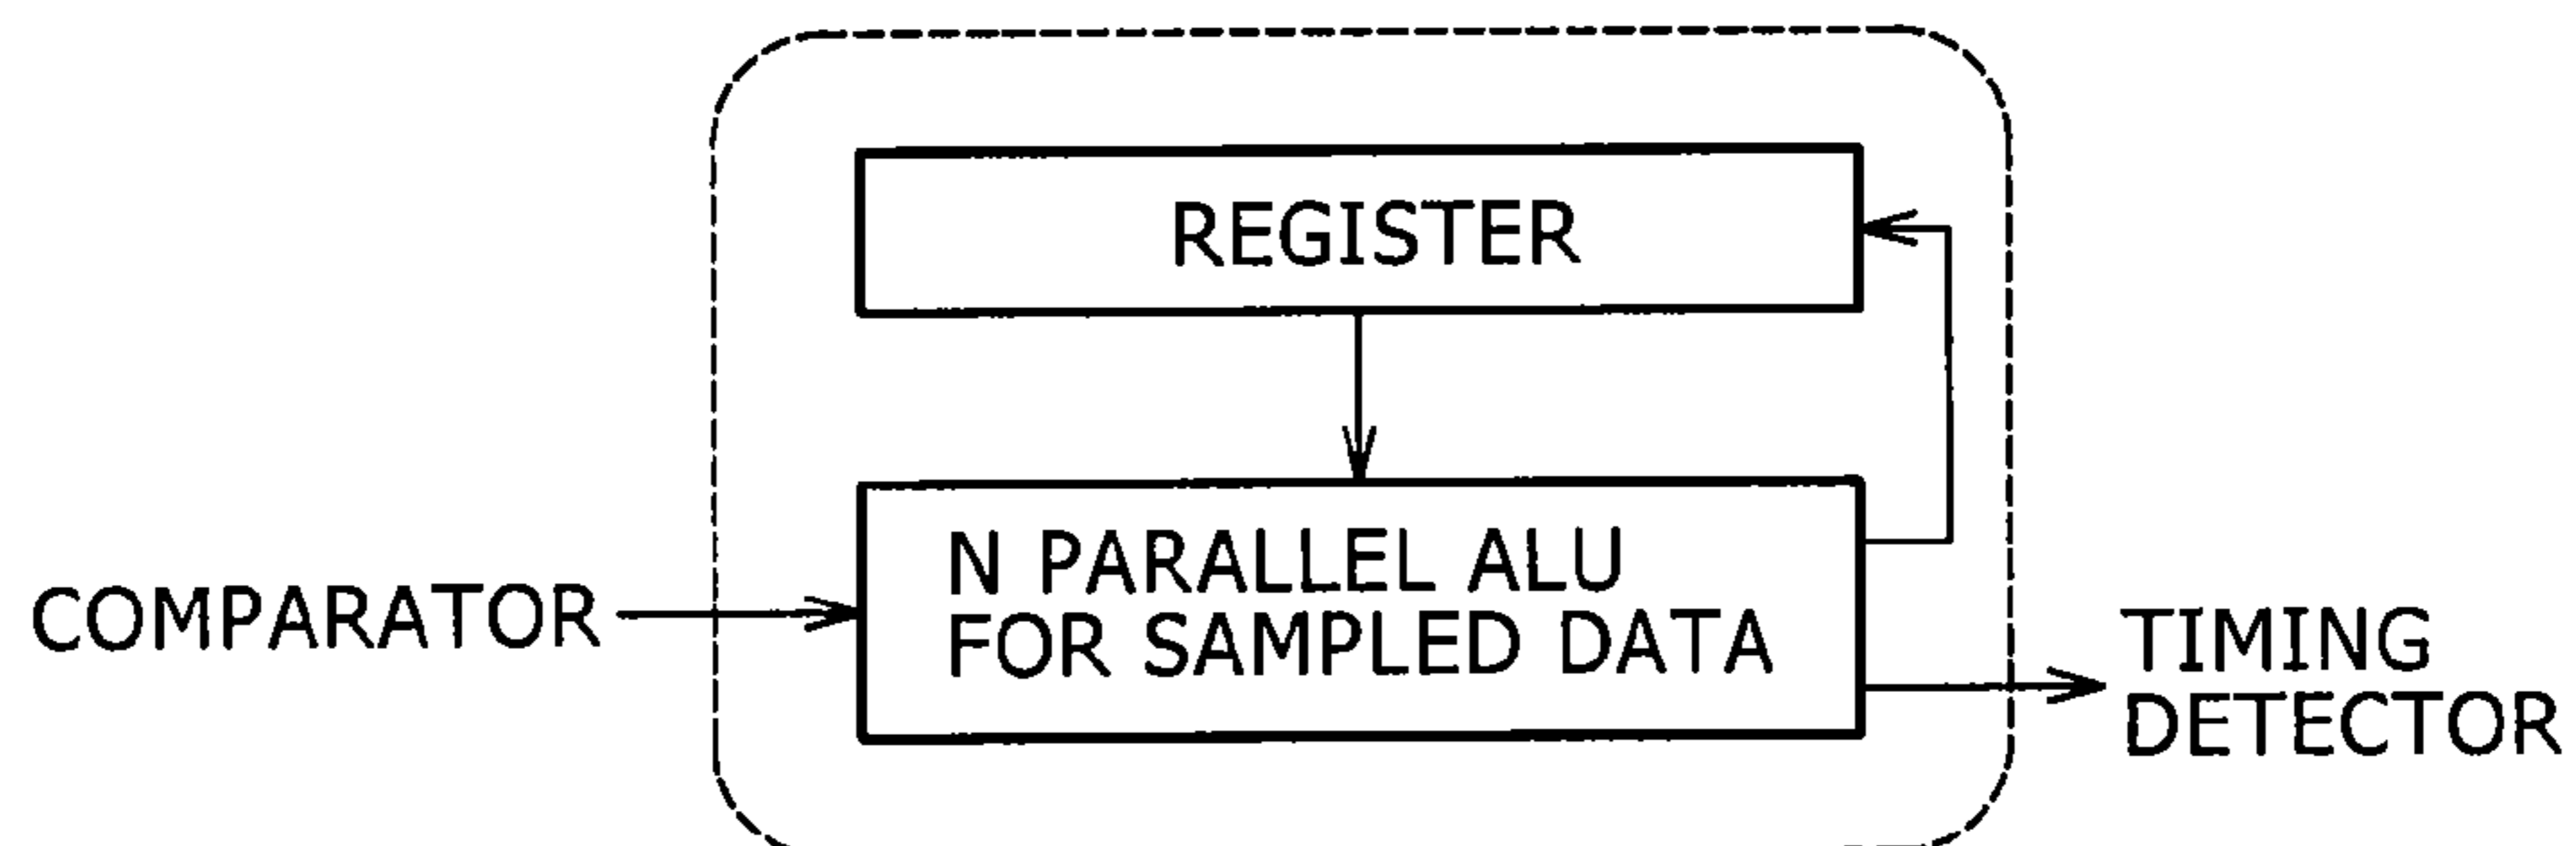 REGISTER
N PARALLEL ALU
FOR SAMPLED DATA
COMPARATOR
TIMING
DETECTOR